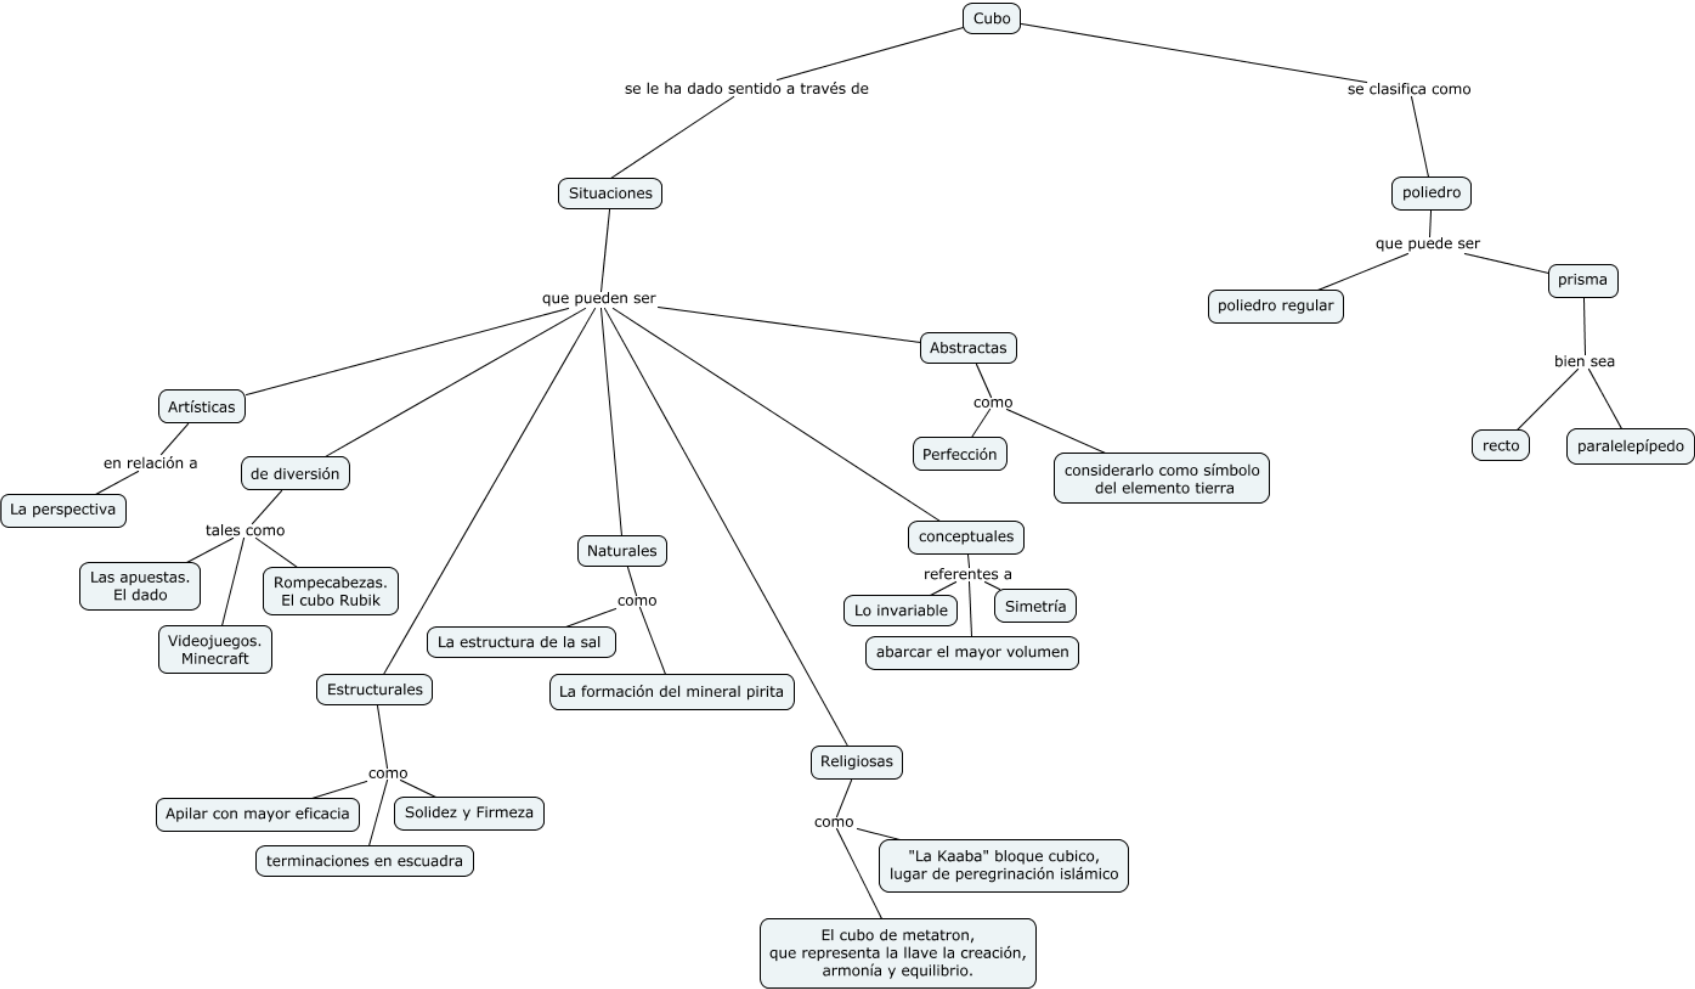 Cubo
se le ha dado sentido a través de
se clasifica como
Situaciones
poliedro
que puede ser
poliedro regular
prisma
bien sea
recto
paralelepípedo
que pueden ser
Artísticas
en relación a
La perspectiva
de diversión
tales como
Las apuestas.
El dado
Videojuegos.
Minecraft
Rompecabezas.
El cubo Rubik
Estructurales
como
Apilar con mayor eficacia
terminaciones en escuadra
Solidez y Firmeza
Naturales
como
La estructura de la sal
La formación del mineral pirita
Religiosas
como
"La Kaaba" bloque cubico,
lugar de peregrinación islámico
El cubo de metatron,
que representa la llave la creación,
armonía y equilibrio.
conceptuales
referentes a
Lo invariable
abarcar el mayor volumen
Simetría
Abstractas
como
Perfección
considerarlo como símbolo
del elemento tierra